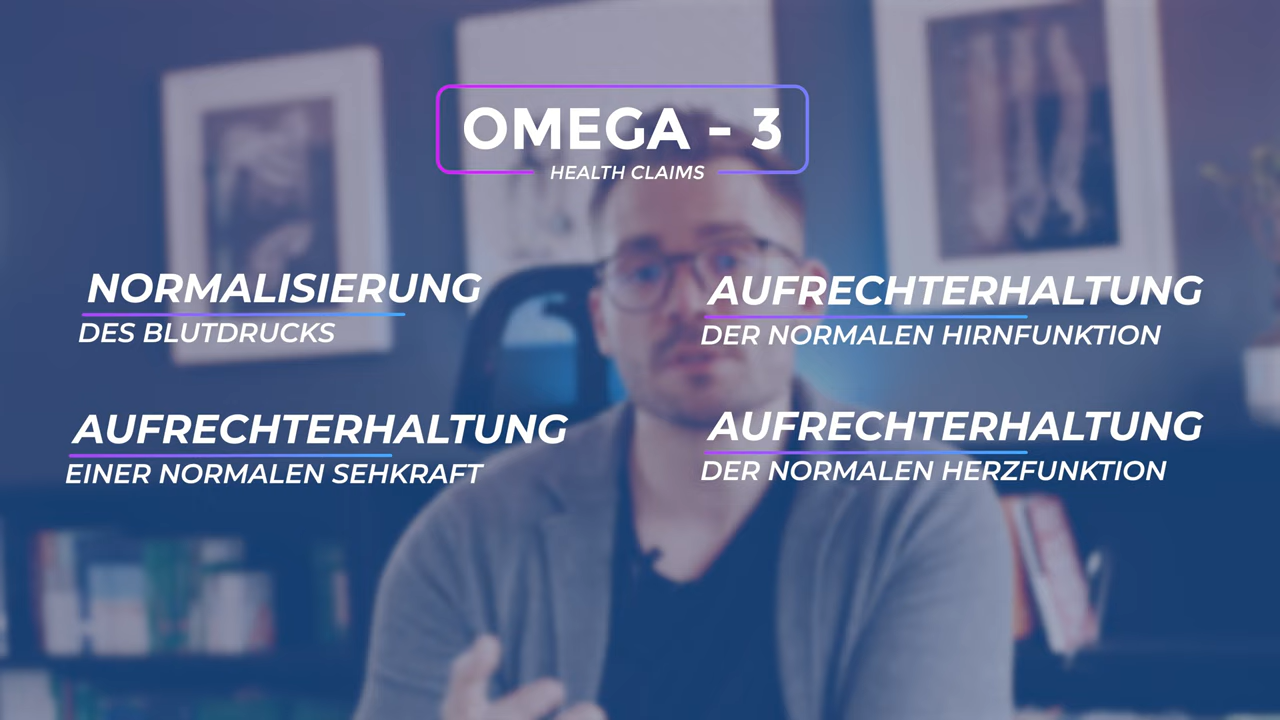 OMEGA - 3
HEALTH CLAIMS
NORMALISIERUNG
DES BLUTDRUCKS
AUFRECHTERHALTUNG
EINER NORMALEN SEHKRAFT
AUFRECHTERHALTUNG
DER NORMALEN HIRNFUNKTION
AUFRECHTERHALTUNG
DER NORMALEN HERZFUNKTION